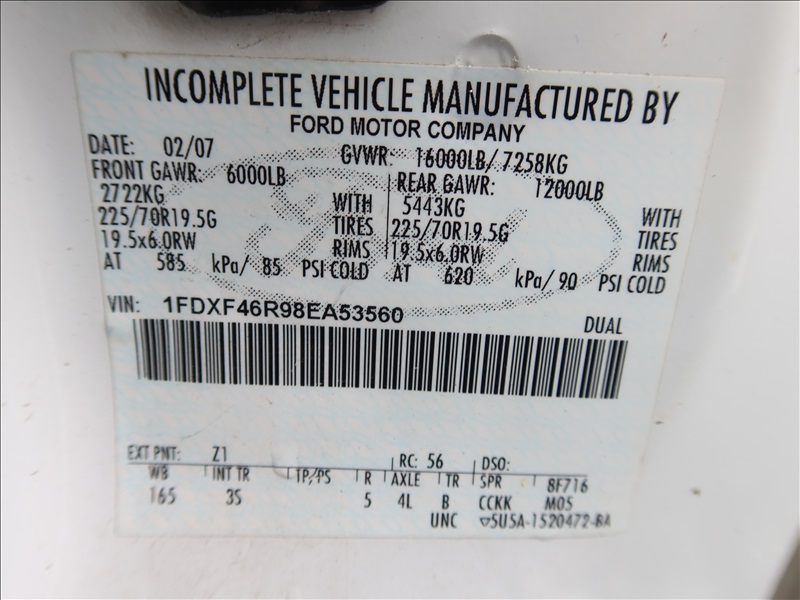 INCOMPLETE VEHICLE MANUFACTURED BY
FORD MOTOR COMPANY
DATE: 02/07 GVWR: 16000LB/ 7258KG
FRONT GAWR: 6000LB REAR GAWR: 12000LB
2722KG WITH 5443KG WITH
225/70R19.5G TIRES 225/70R19.5G TIRES
19.5x6.0RW RIMS 19.5x6.0RW RIMS
AT 585 kPa/ 85 PSI COLD AT 620 kPa/ 90 PSI COLD
VIN: 1FDXF46R98EA53560 DUAL
EXT PNT: Z1 RC: 56 DSO:
WB INT TR TP/PS R AXLE TR SPR 8F716
165 3S 5 4L B CCKK M05
UNC 5U5A-1520472-BA